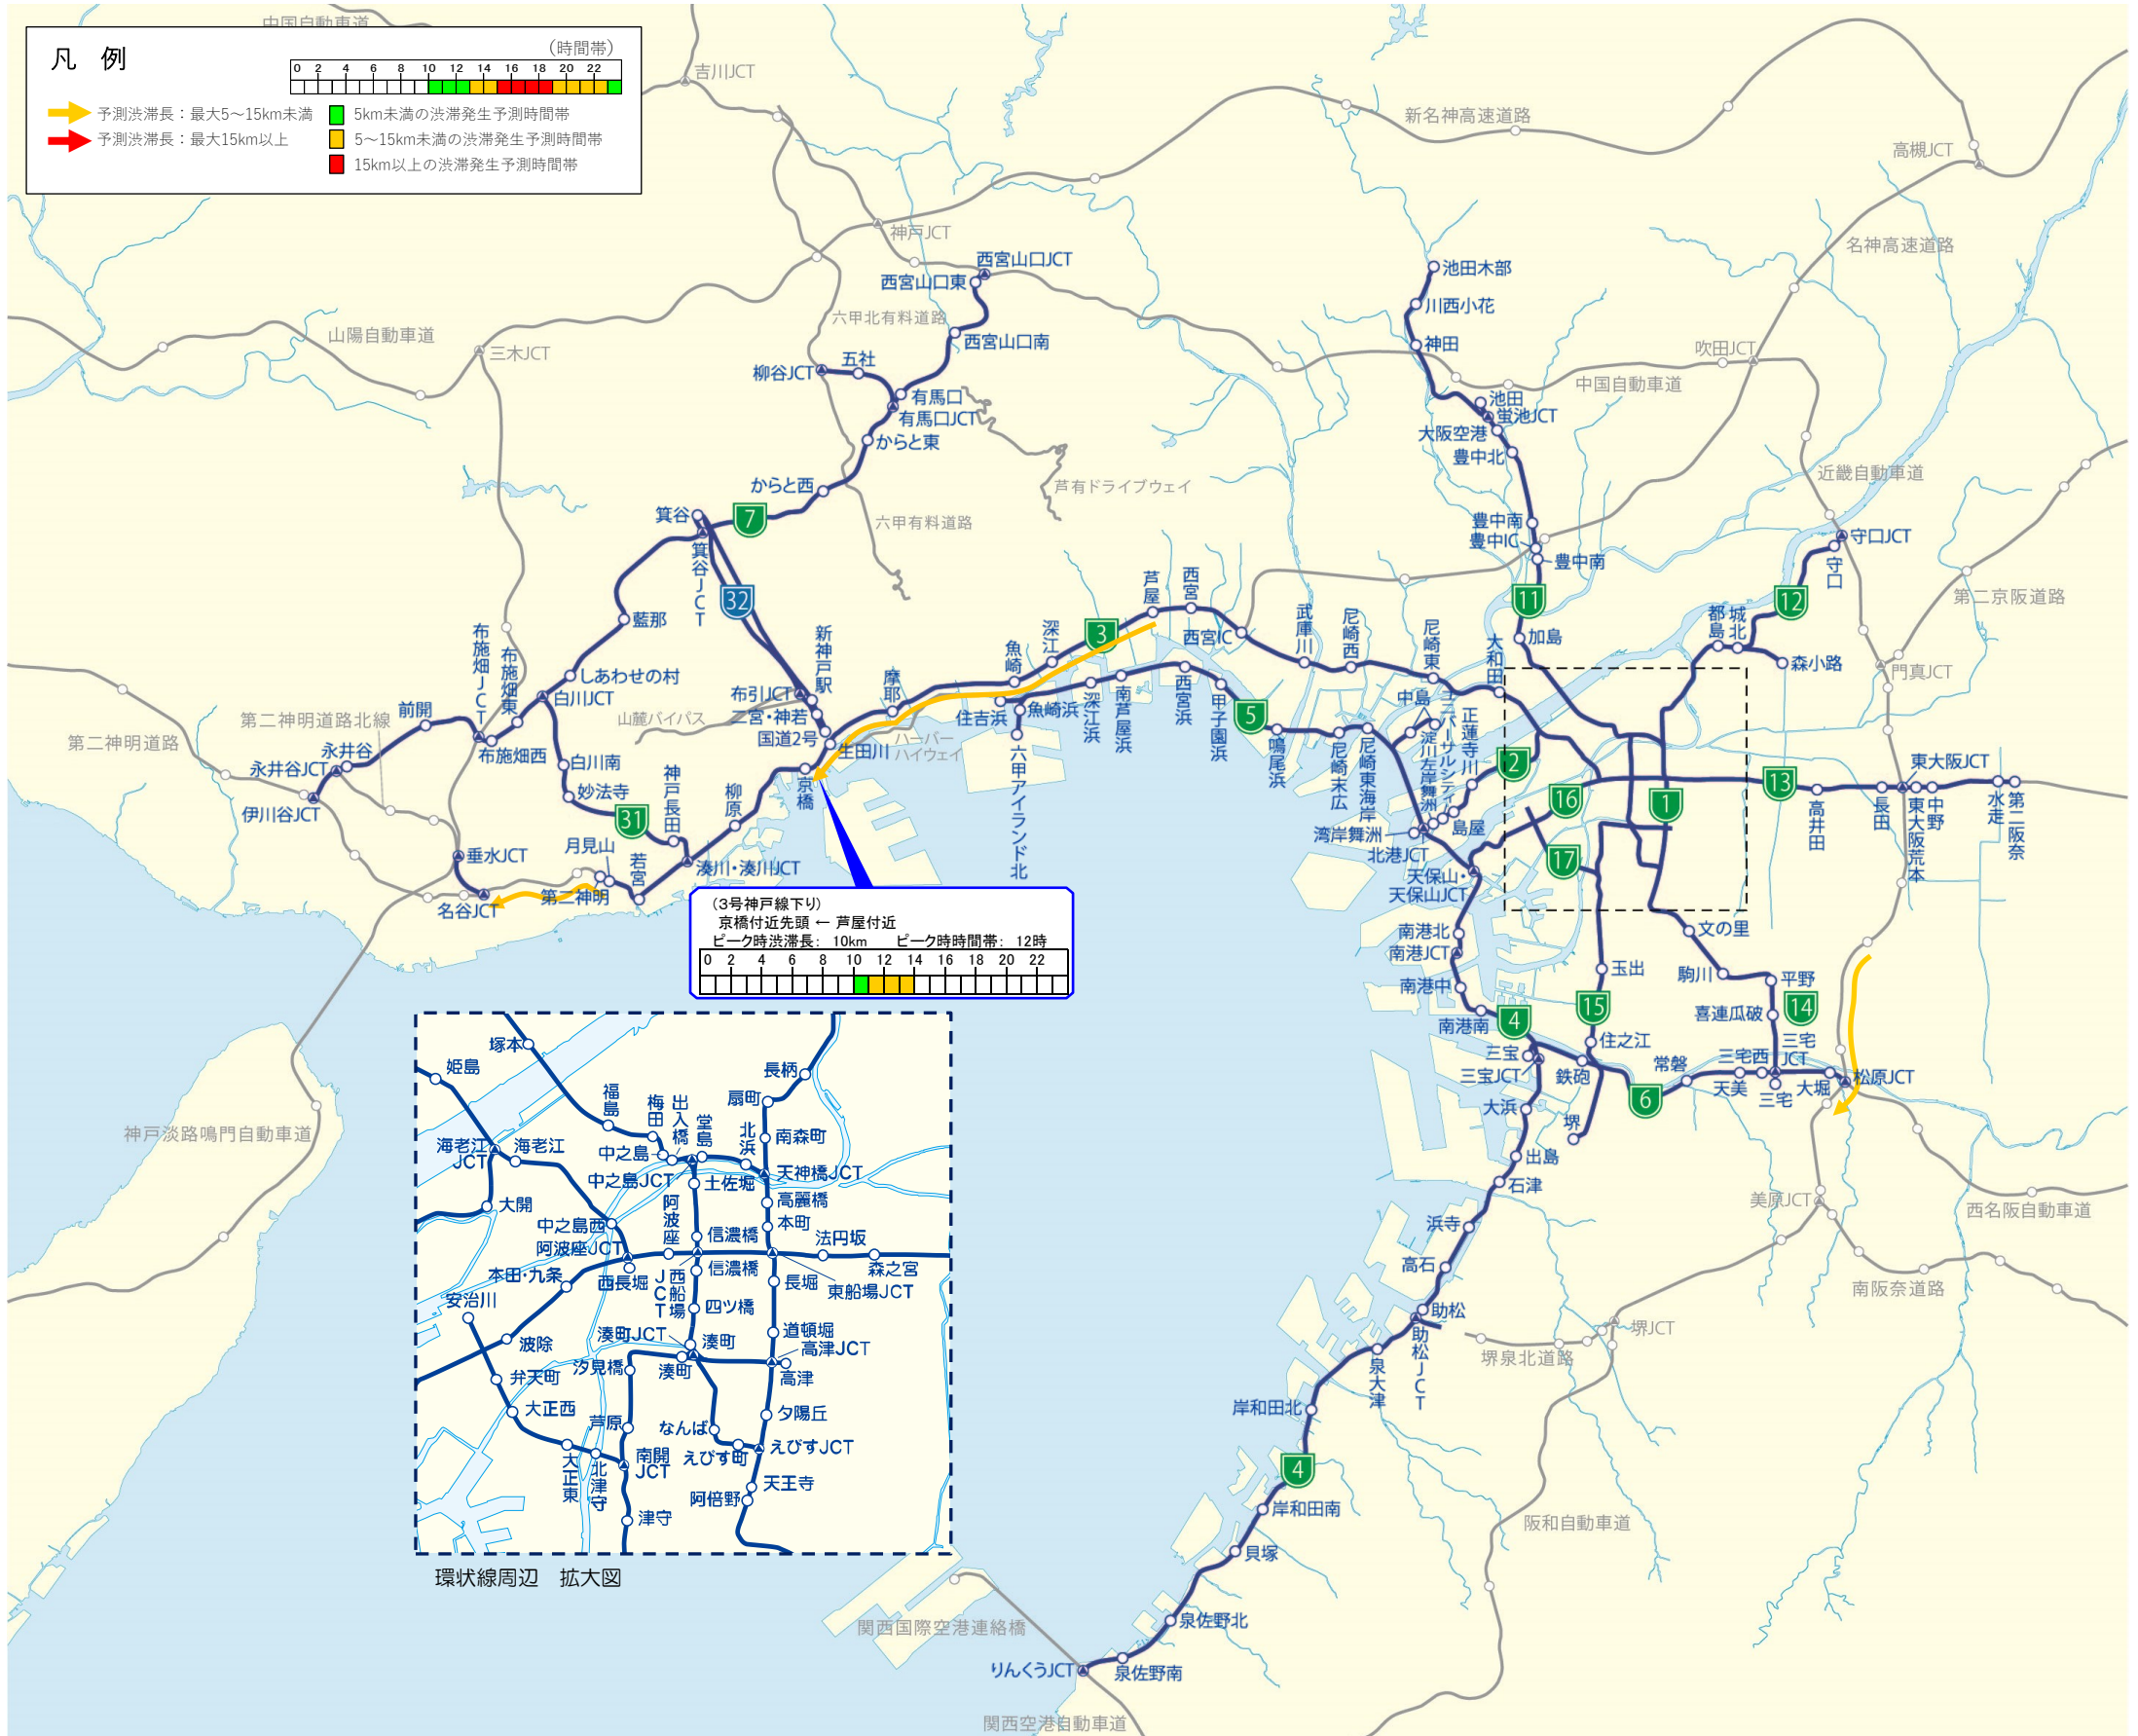 中国自動車道
凡 例
（時間帯）
0 2 4 6 8 10 12 14 16 18 20 22
予測渋滞長：最大5～15km未満
予測渋滞長：最大15km以上
5km未満の渋滞発生予測時間帯
5～15km未満の渋滞発生予測時間帯
15km以上の渋滞発生予測時間帯
吉川JCT
新名神高速道路
高槻JCT
神戸JCT
名神高速道路
西宮山口JCT
西宮山口東
池田木部
川西小花
六甲北有料道路
山陽自動車道
三木JCT
西宮山口南
神田
吹田JCT
柳谷JCT
五社
中国自動車道
有馬口
有馬口JCT
池田
蛍池JCT
大阪空港
からと東
豊中北
近畿自動車道
からと西
芦有ドライブウェイ
箕谷
7
六甲有料道路
豊中南
豊中IC
豊中南
守口JCT
守口
箕谷JCT
32
芦屋
西宮
11
12
第二京阪道路
藍那
新神戸駅
3
深江
魚崎
西宮IC
武庫川
尼崎西
尼崎東
大和田
加島
都島
城北
森小路
門真JCT
布施畑JCT
布施畑東
しあわせの村
白川JCT
布引JCT
摩耶
二宮・神若
国道2号
生田川
山麓バイパス
ハーバー
ハイウェイ
住吉浜
魚崎浜
深江浜
南芦屋浜
西宮浜
甲子園浜
5
鳴尾浜
中島
ユニバーサルシティ
淀川左岸舞洲
正蓮寺川
前開
第二神明道路北線
第二神明道路
永井谷
永井谷JCT
布施畑西
伊川谷JCT
白川南
妙法寺
神戸長田
柳原
京橋
六甲アイランド北
尼崎末広
尼崎東海岸
2
16
1
13
高井田
長田
東大阪JCT
東大阪荒本
中野
水走
第二阪奈
31
月見山
若宮
湊川・湊川JCT
湾岸舞洲
島屋
北港JCT
17
垂水JCT
名谷JCT
第二神明
天保山・
天保山JCT
（3号神戸線下り）
京橋付近先頭 ← 芦屋付近
ピーク時渋滞長： 10km ピーク時時間帯： 12時
0 2 4 6 8 10 12 14 16 18 20 22
南港北
南港JCT
南港中
南港南
4
文の里
玉出
駒川
平野
14
喜連瓜破
15
住之江
三宝
三宝JCT
鉄砲
常磐
三宅西
三宅
JCT
天美
三宅
大堀
松原JCT
6
大浜
堺
出島
石津
浜寺
高石
助松
助松JCT
泉大津
美原JCT
西名阪自動車道
南阪奈道路
堺JCT
堺泉北道路
神戸淡路鳴門自動車道
塚本
姫島
長柄
福島
梅田
出入橋
堂島
扇町
北浜
南森町
海老江
JCT
海老江
中之島
中之島JCT
天神橋JCT
土佐堀
高麗橋
大開
阿波座
本町
中之島西
阿波座JCT
信濃橋
法円坂
本田・九条
西長堀
西船場JCT
信濃橋
長堀
東船場JCT
森之宮
安治川
四ツ橋
波除
湊町JCT
湊町
道頓堀
高津JCT
汐見橋
湊町
高津
弁天町
大正西
芦原
なんば
夕陽丘
えびす町
えびすJCT
大正東
北津守
南開
JCT
天王寺
阿倍野
津守
環状線周辺 拡大図
岸和田北
4
岸和田南
阪和自動車道
貝塚
泉佐野北
関西国際空港連絡橋
りんくうJCT
泉佐野南
関西空港自動車道